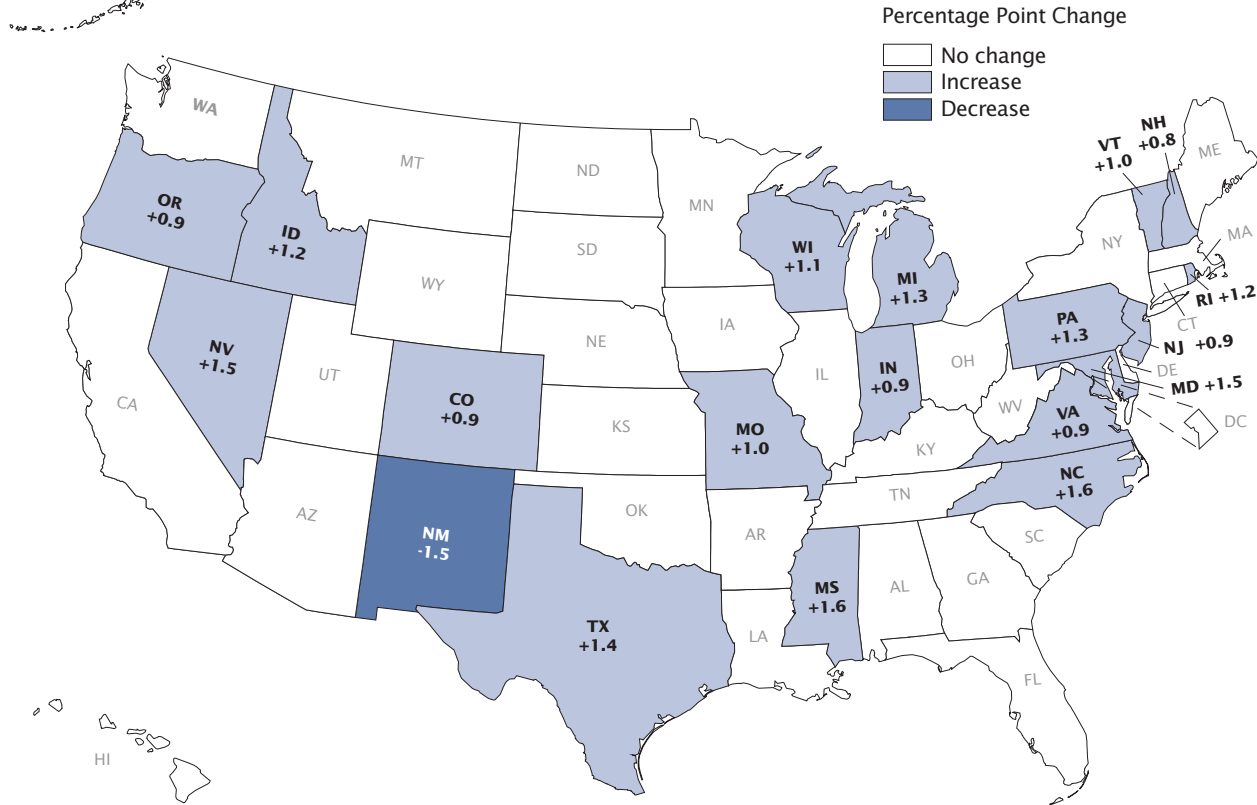 Percentage Point Change
No change
Increase
Decrease
WA
MT
ND
MN
OR
+0.9
ID
+1.2
WY
SD
WI
+1.1
MI
+1.3
VT
+1.0
NH
+0.8
ME
NY
MA
RI +1.2
CT
PA
+1.3
NJ +0.9
DE
MD +1.5
DC
NV
+1.5
UT
CA
CO
+0.9
NE
IA
IL
IN
+0.9
OH
WV
VA
+0.9
KS
MO
+1.0
KY
NC
+1.6
TN
AZ
NM
-1.5
OK
AR
SC
MS
+1.6
AL
GA
TX
+1.4
LA
FL
HI